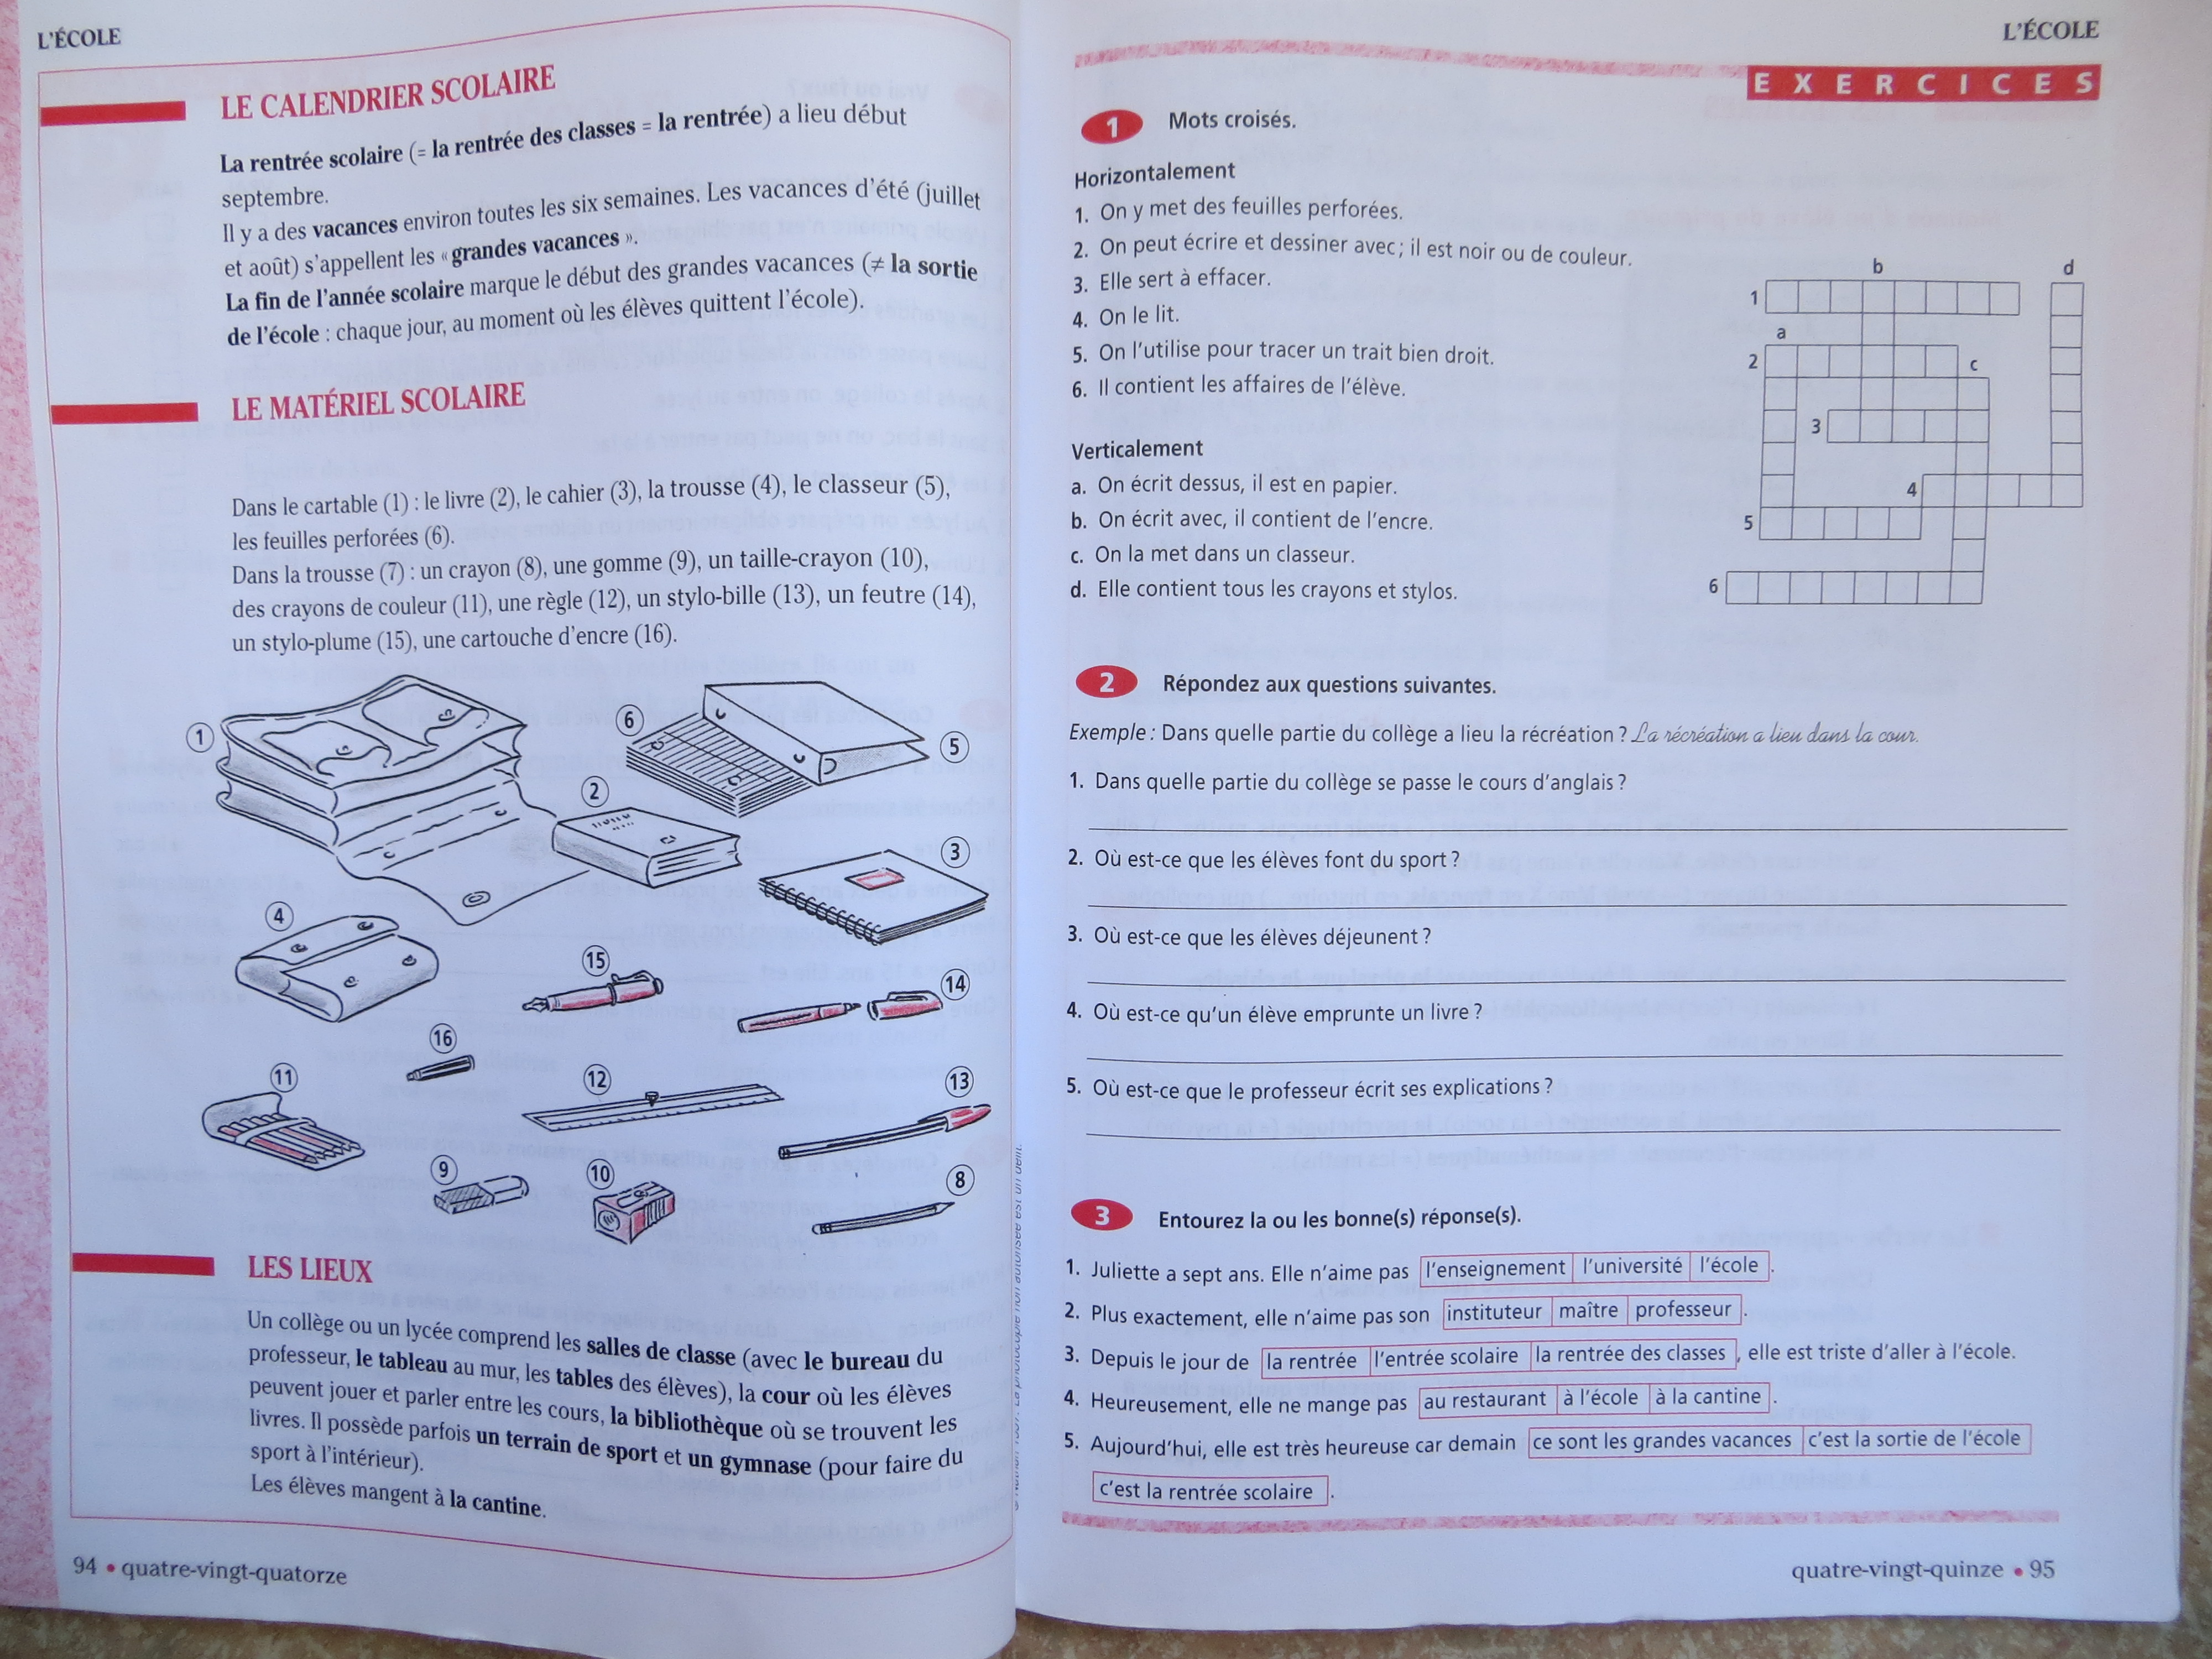 L'ÉCOLE
LE CALENDRIER SCOLAIRE
La rentrée scolaire (= la rentrée des classes = la rentrée) a lieu début
septembre.
Il y a des vacances environ toutes les six semaines. Les vacances d'été (juillet
et août) s'appellent les « grandes vacances ».
La fin de l'année scolaire marque le début des grandes vacances (≠ la sortie
de l'école : chaque jour, au moment où les élèves quittent l'école).
LE MATÉRIEL SCOLAIRE
Dans le cartable (1) : le livre (2), le cahier (3), la trousse (4), le classeur (5),
les feuilles perforées (6).
Dans la trousse (7) : un crayon (8), une gomme (9), un taille-crayon (10),
des crayons de couleur (11), une règle (12), un stylo-bille (13), un feutre (14),
un stylo-plume (15), une cartouche d'encre (16).
1
6
5
2
3
4
15
14
16
11
12
13
9
10
8
LES LIEUX
Un collège ou un lycée comprend les salles de classe (avec le bureau du
professeur, le tableau au mur, les tables des élèves), la cour où les élèves
peuvent jouer et parler entre les cours, la bibliothèque où se trouvent les
livres. Il possède parfois un terrain de sport et un gymnase (pour faire du
sport à l'intérieur).
Les élèves mangent à la cantine.
94 • quatre-vingt-quatorze
L'ÉCOLE
EXERCICES
1 Mots croisés.
Horizontalement
1. On y met des feuilles perforées.
2. On peut écrire et dessiner avec ; il est noir ou de couleur.
3. Elle sert à effacer.
4. On le lit.
5. On l'utilise pour tracer un trait bien droit.
6. Il contient les affaires de l'élève.
Verticalement
a. On écrit dessus, il est en papier.
b. On écrit avec, il contient de l'encre.
c. On la met dans un classeur.
d. Elle contient tous les crayons et stylos.
b
d
1
a
2
c
3
4
5
6
2 Répondez aux questions suivantes.
Exemple : Dans quelle partie du collège a lieu la récréation ? La récréation a lieu dans la cour.
1. Dans quelle partie du collège se passe le cours d'anglais ?
2. Où est-ce que les élèves font du sport ?
3. Où est-ce que les élèves déjeunent ?
4. Où est-ce qu'un élève emprunte un livre ?
5. Où est-ce que le professeur écrit ses explications ?
3 Entourez la ou les bonne(s) réponse(s).
1. Juliette a sept ans. Elle n'aime pas l'enseignement l'université l'école .
2. Plus exactement, elle n'aime pas son instituteur maître professeur .
3. Depuis le jour de la rentrée l'entrée scolaire la rentrée des classes , elle est triste d'aller à l'école.
4. Heureusement, elle ne mange pas au restaurant à l'école à la cantine .
5. Aujourd'hui, elle est très heureuse car demain ce sont les grandes vacances c'est la sortie de l'école
c'est la rentrée scolaire .
quatre-vingt-quinze • 95